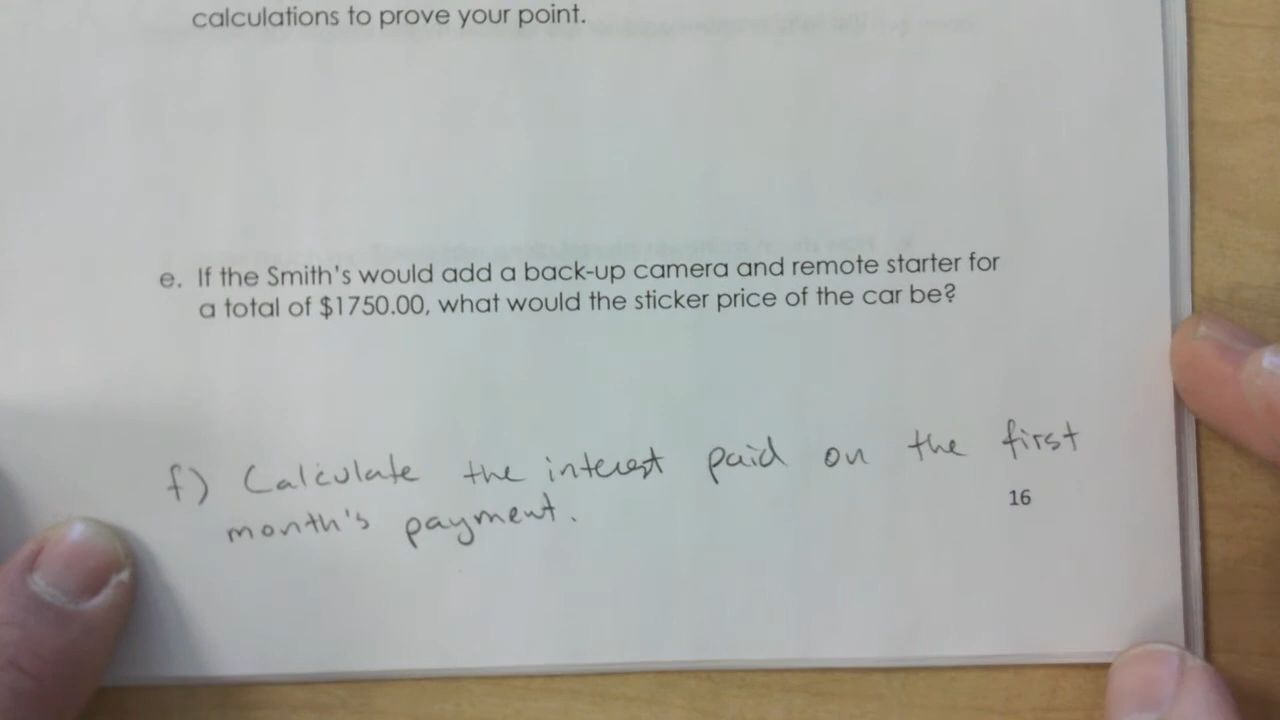 calculations to prove your point.
e. If the Smith's would add a back-up camera and remote starter for
a total of $1750.00, what would the sticker price of the car be?
f) Calculate the interest paid on the first
month's payment.
16